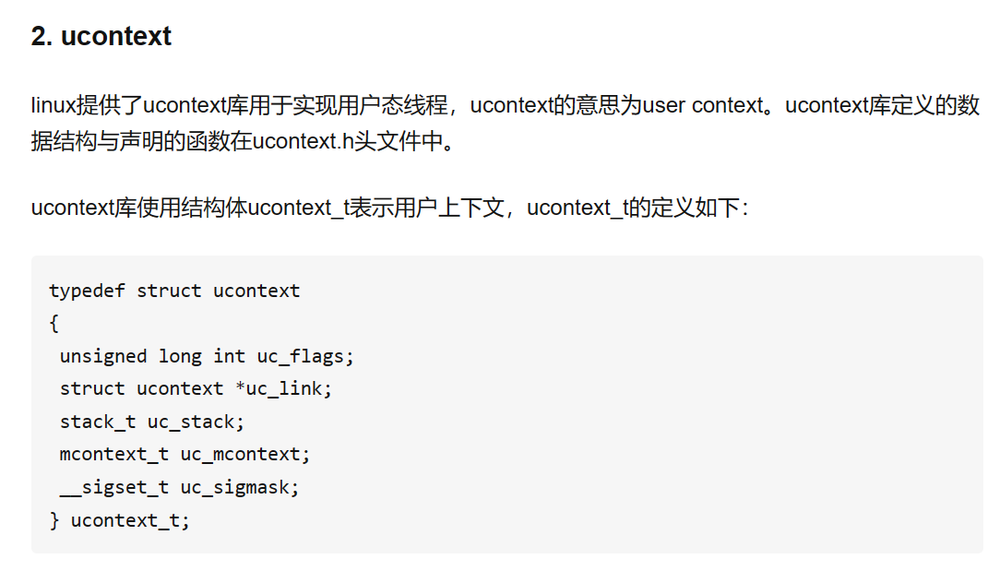 2. ucontext
linux提供了ucontext库用于实现用户态线程，ucontext的意思为user context。ucontext库定义的数
据结构与声明的函数在ucontext.h头文件中。
ucontext库使用结构体ucontext_t表示用户上下文，ucontext_t的定义如下：
typedef struct ucontext
{
 unsigned long int uc_flags;
 struct ucontext *uc_link;
 stack_t uc_stack;
 mcontext_t uc_mcontext;
 __sigset_t uc_sigmask;
} ucontext_t;